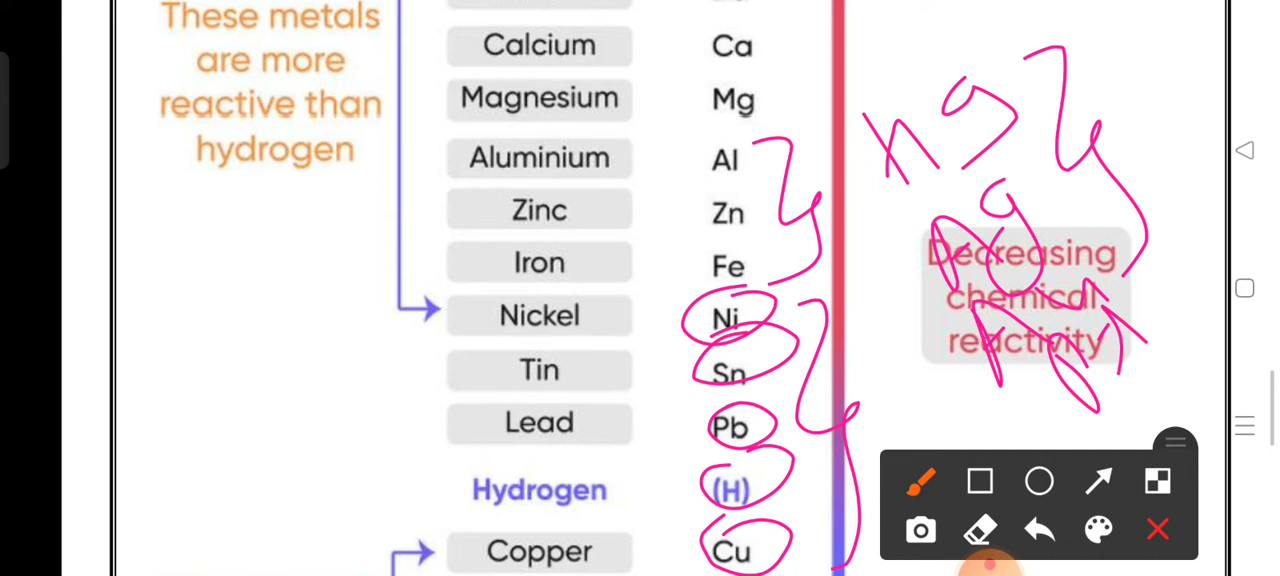 These metals
are more
reactive than
hydrogen
Calcium Ca
Magnesium Mg
Aluminium Al
Zinc Zn
Iron Fe
Nickel Ni
Tin Sn
Lead Pb
Hydrogen (H)
Copper Cu
Decreasing
chemical
reactivity